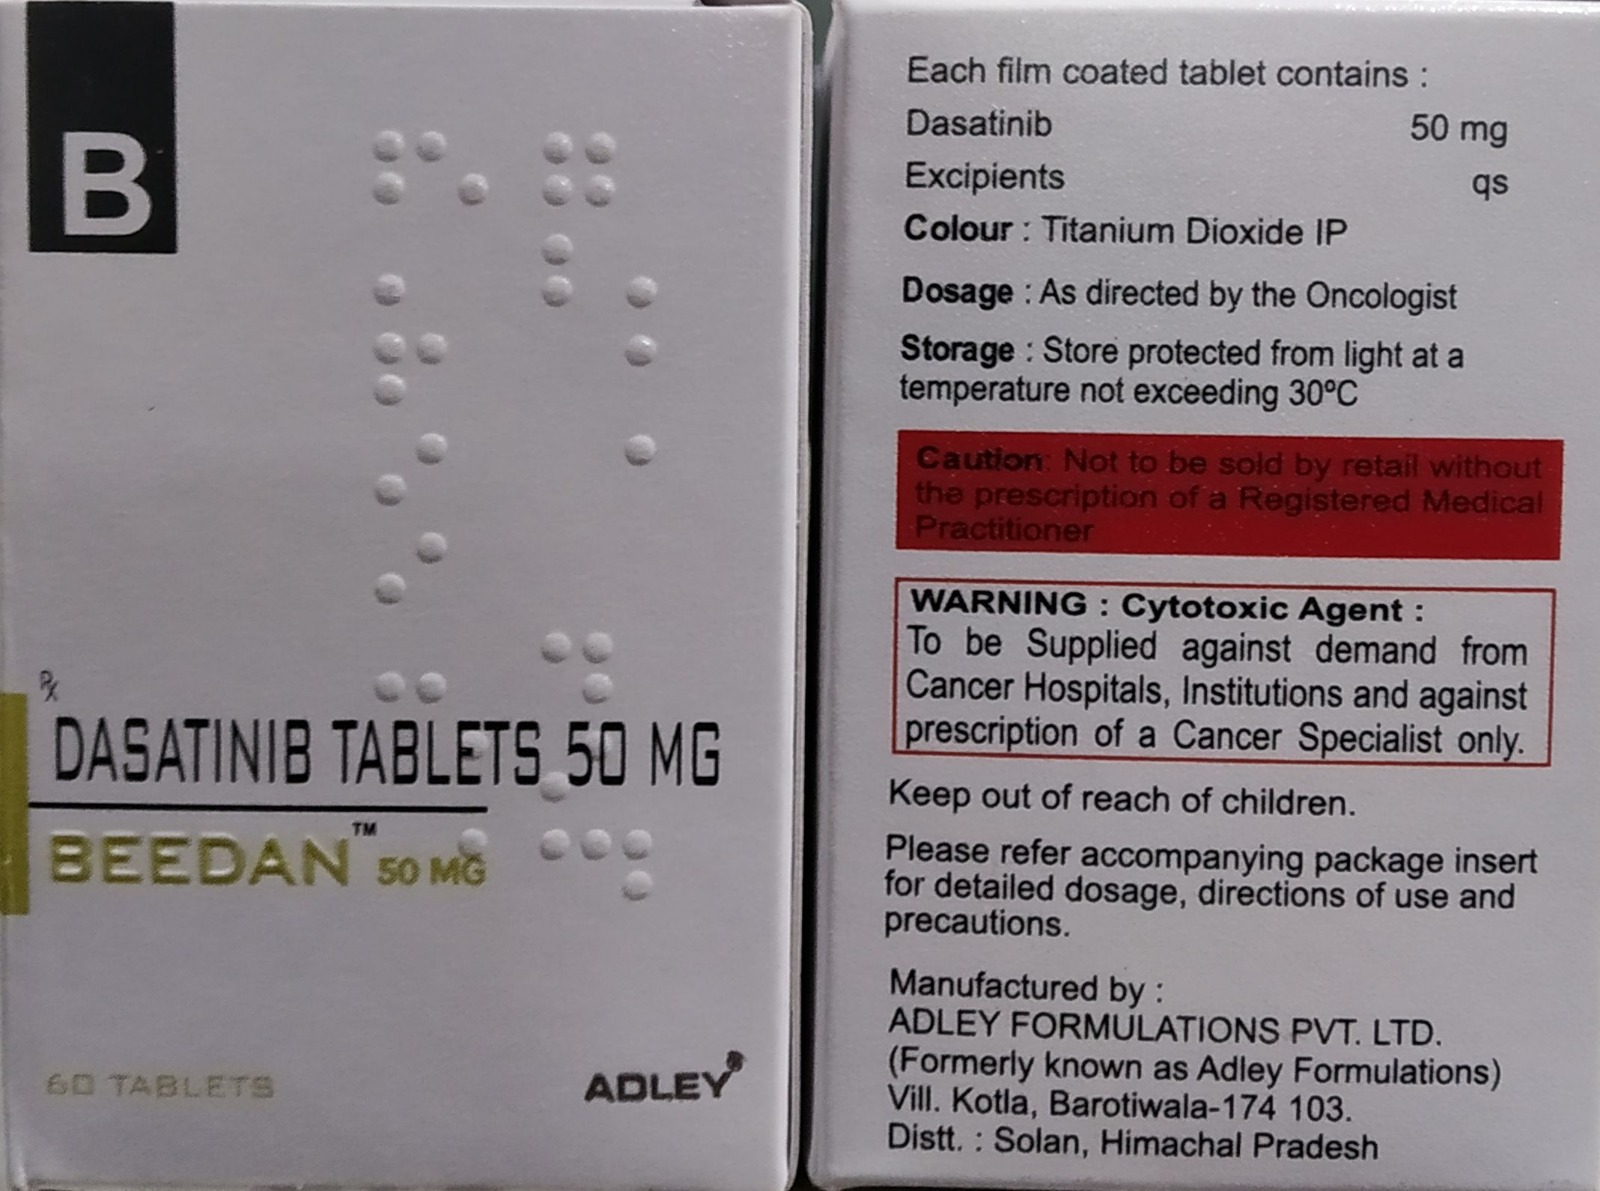 B
Rx
DASATINIB TABLETS 50 MG
BEEDAN™ 50 MG
60 TABLETS
ADLEY
Each film coated tablet contains :
Dasatinib 50 mg
Excipients qs
Colour : Titanium Dioxide IP
Dosage : As directed by the Oncologist
Storage : Store protected from light at a
temperature not exceeding 30ºC
Caution: Not to be sold by retail without
the prescription of a Registered Medical
Practitioner
WARNING : Cytotoxic Agent :
To be Supplied against demand from
Cancer Hospitals, Institutions and against
prescription of a Cancer Specialist only.
Keep out of reach of children.
Please refer accompanying package insert
for detailed dosage, directions of use and
precautions.
Manufactured by :
ADLEY FORMULATIONS PVT. LTD.
(Formerly known as Adley Formulations)
Vill. Kotla, Barotiwala-174 103.
Distt. : Solan, Himachal Pradesh